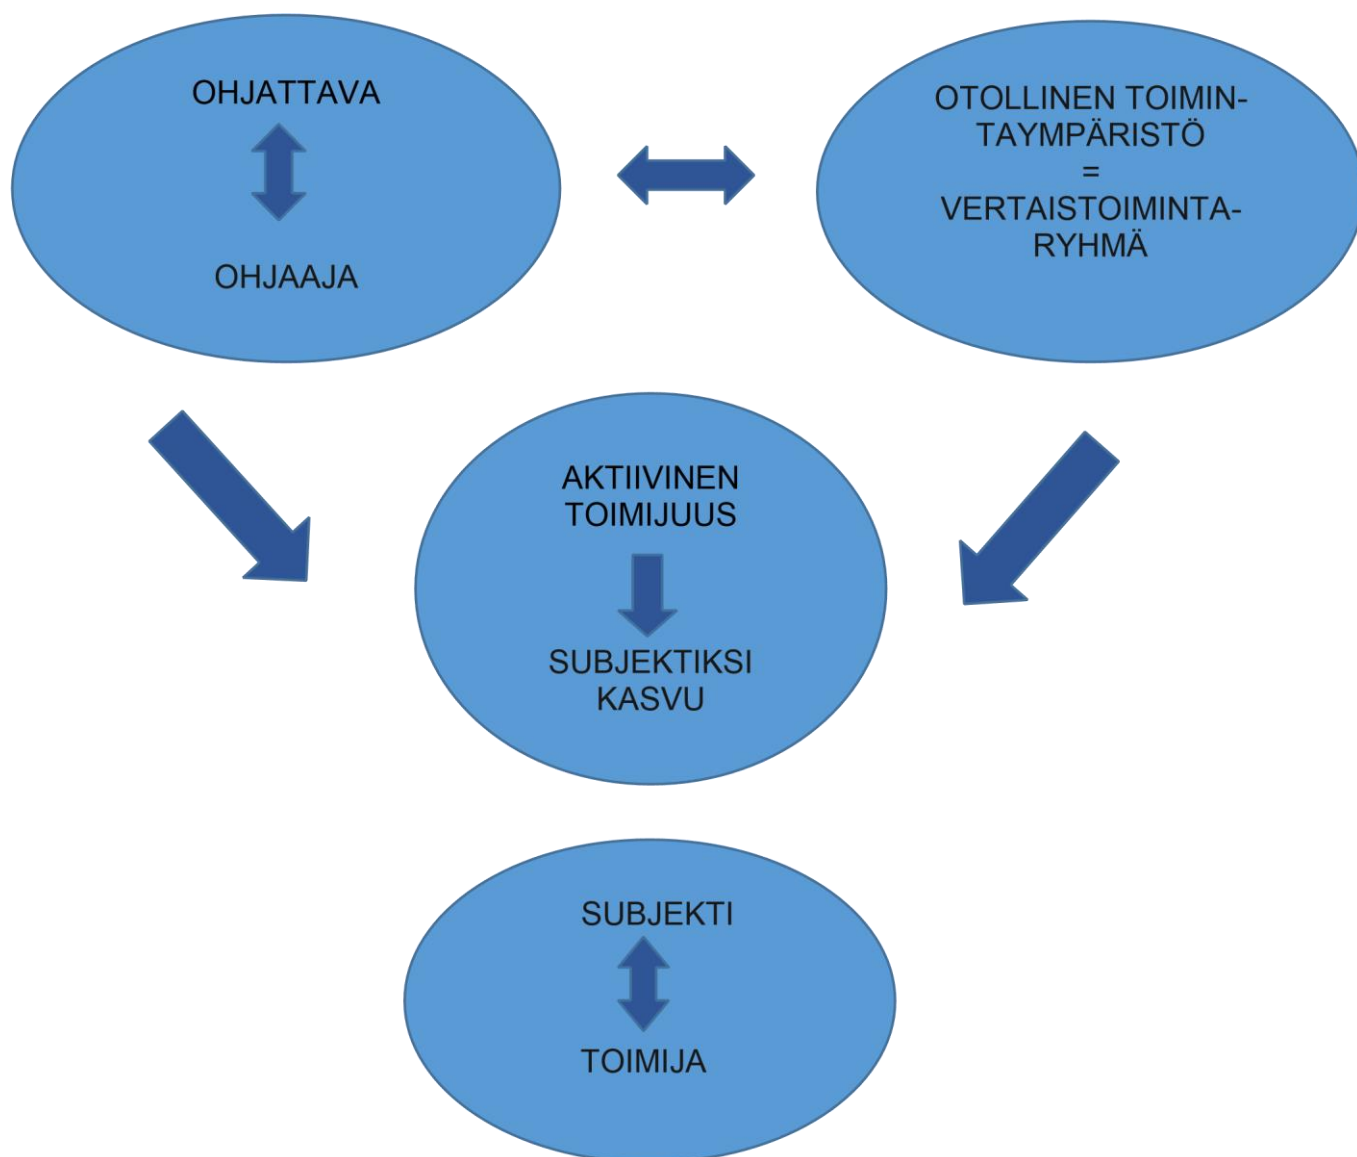 OHJATTAVA
OHJAAJA
OTOLLINEN TOIMIN-
TAYMPÄRISTÖ
=
VERTAISTOIMINTA-
RYHMÄ
AKTIIVINEN
TOIMIJUUS
SUBJEKTIKSI
KASVU
SUBJEKTI
TOIMIJA